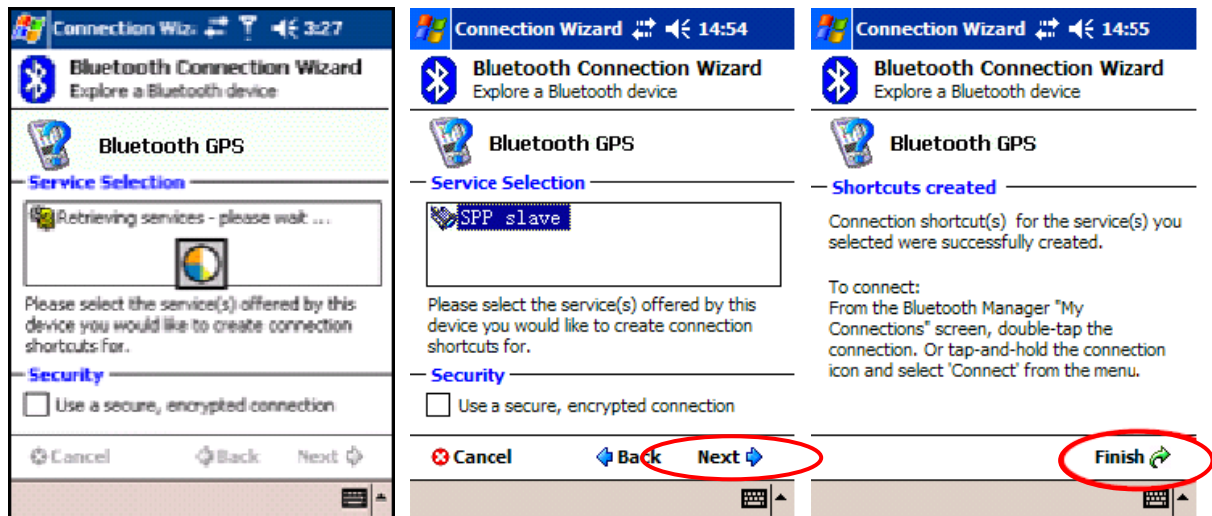 Connection Wiz 3:27
Bluetooth Connection Wizard
Explore a Bluetooth device
Bluetooth GPS
Service Selection
Retrieving services - please wait ...
Please select the service(s) offered by this
device you would like to create connection
shortcuts for.
Security
Use a secure, encrypted connection
Cancel Back Next
Connection Wizard 14:54
Bluetooth Connection Wizard
Explore a Bluetooth device
Bluetooth GPS
Service Selection
SPP slave
Please select the service(s) offered by this
device you would like to create connection
shortcuts for.
Security
Use a secure, encrypted connection
Cancel Back Next
Connection Wizard 14:55
Bluetooth Connection Wizard
Explore a Bluetooth device
Bluetooth GPS
Shortcuts created
Connection shortcut(s) for the service(s) you
selected were successfully created.
To connect:
From the Bluetooth Manager "My
Connections" screen, double-tap the
connection. Or tap-and-hold the connection
icon and select 'Connect' from the menu.
Finish